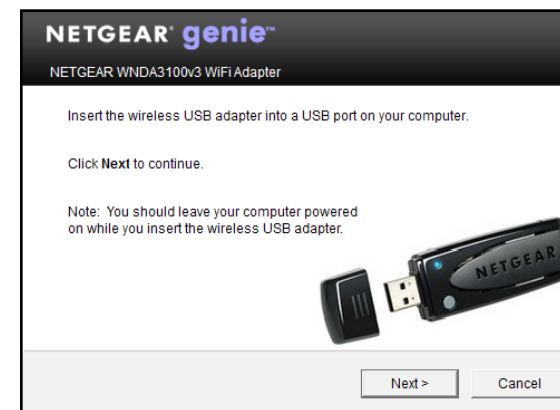 NETGEAR® genie™
NETGEAR WNDA3100v3 WiFi Adapter
Insert the wireless USB adapter into a USB port on your computer.
Click Next to continue.
Note: You should leave your computer powered
on while you insert the wireless USB adapter.
NETGEAR
Next >
Cancel